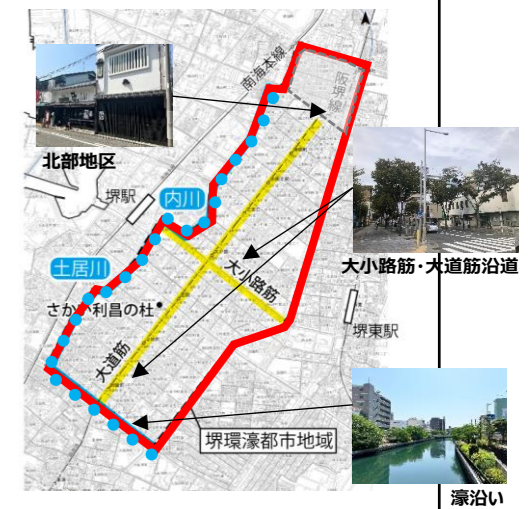 南海本線
阪堺線
北部地区
堺駅
内川
大小路筋・大道筋沿道
土居川
大小路筋
さかい利晶の杜
堺東駅
大道筋
堺環濠都市地域
濠沿い